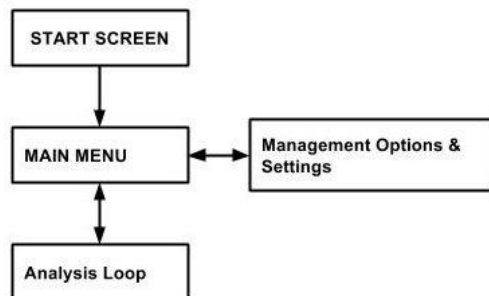 START SCREEN
MAIN MENU
Management Options &
Settings
Analysis Loop